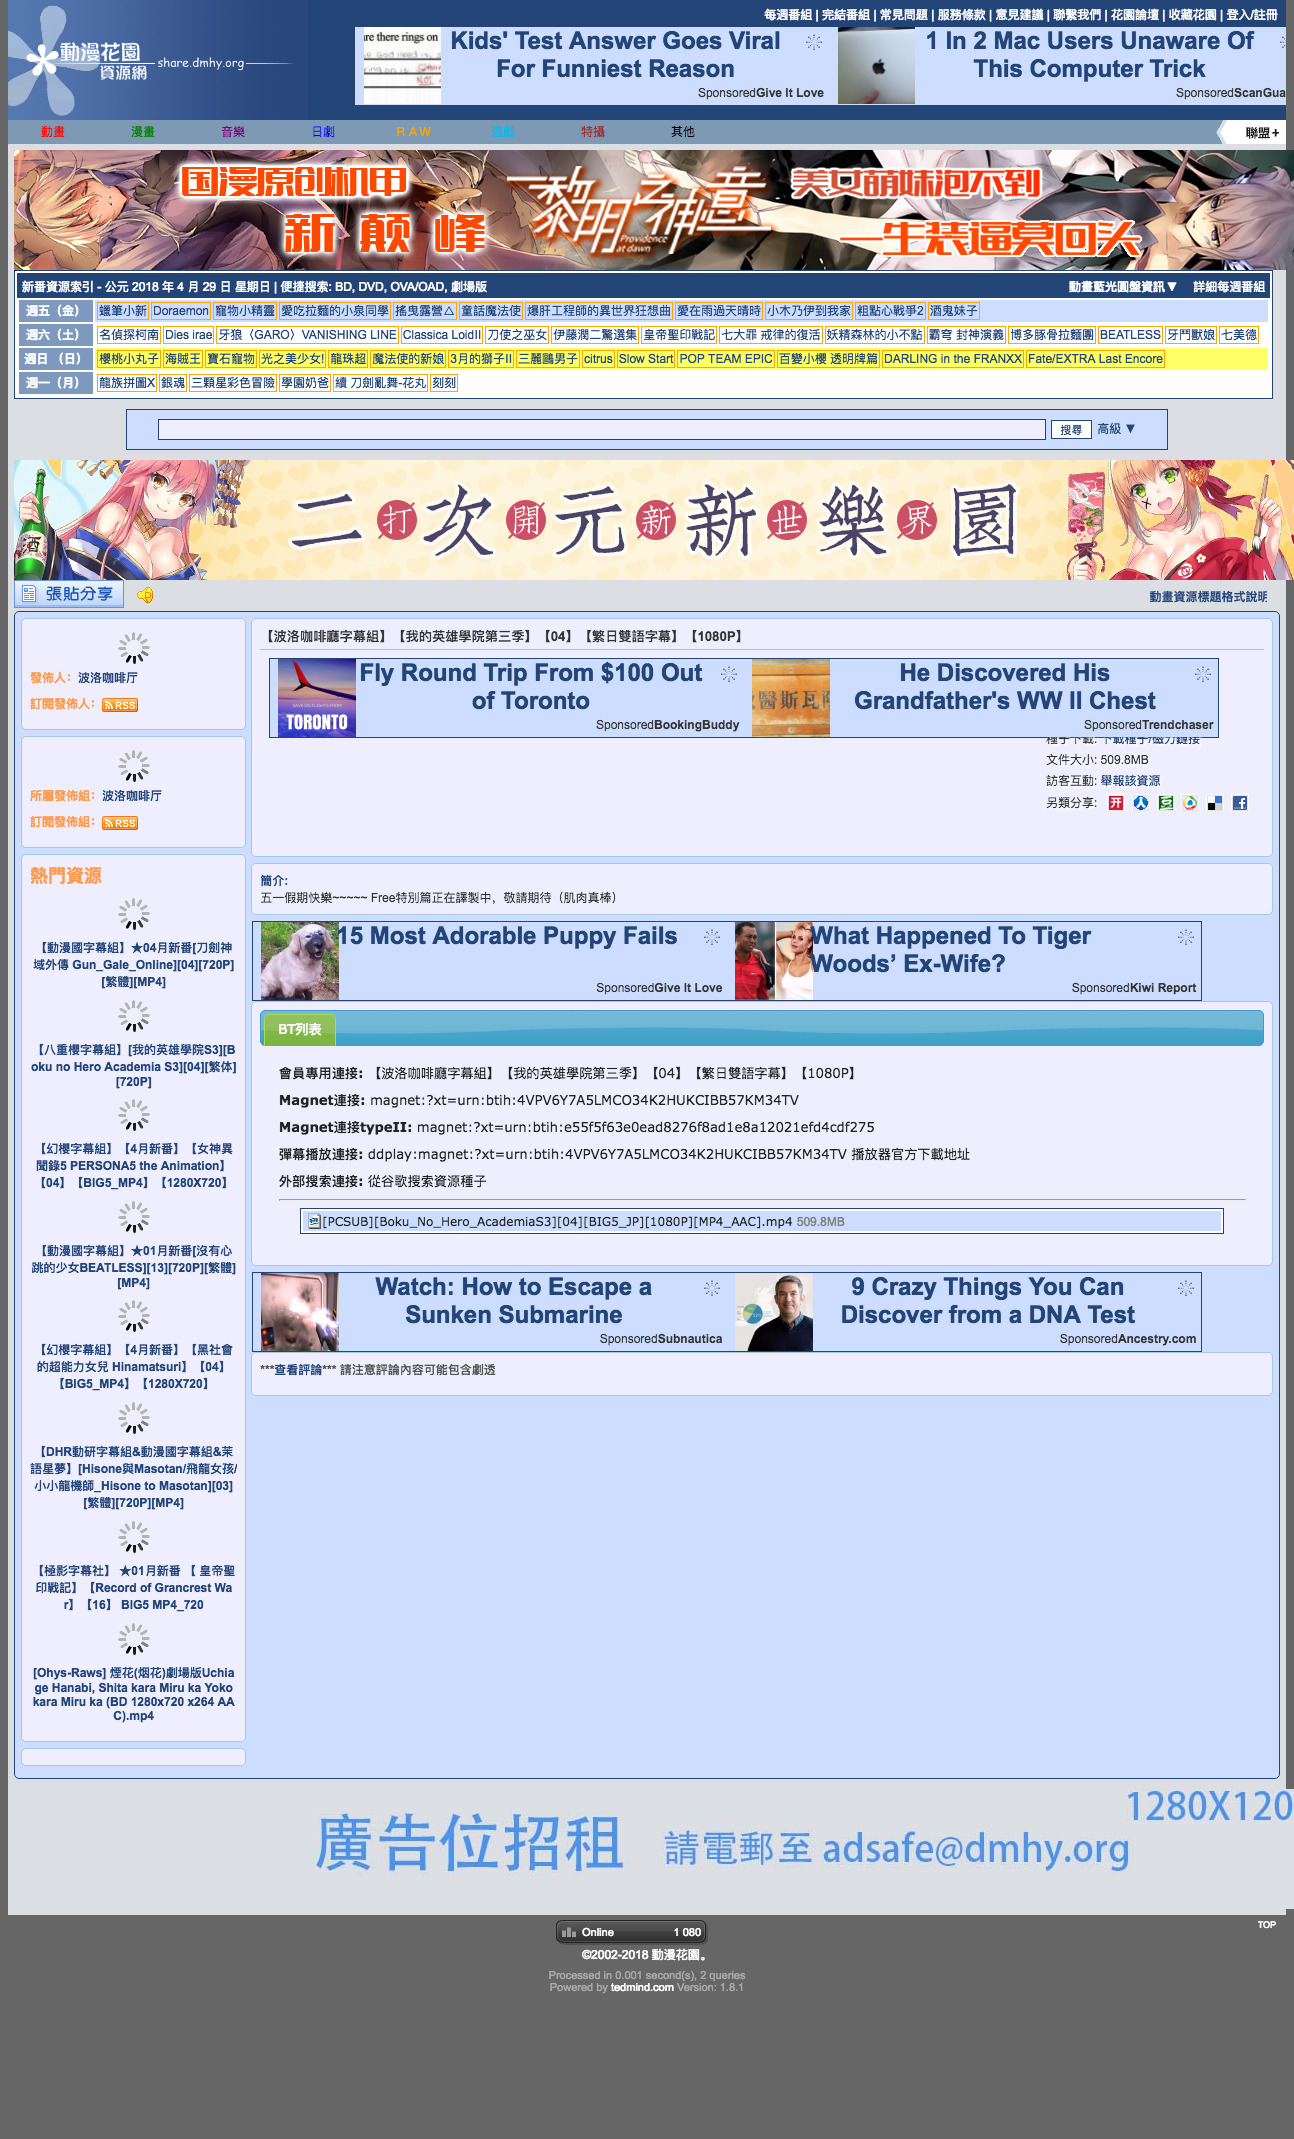 每週番組 | 完結番組 | 常見問題 | 服務條款 | 意見建議 | 聯繫我們 | 花園論壇 | 收藏花園 | 登入/註冊
動漫花園
資源網
share.dmhy.org
Kids' Test Answer Goes Viral
For Funniest Reason
SponsoredGive It Love
1 In 2 Mac Users Unaware Of
This Computer Trick
SponsoredScanGua
動畫 漫畫 音樂 日劇 RAW 遊戲 特攝 其他 聯盟+
国漫原创机甲
新 巅 峰
黎明之神意
Providence
at dawn
美女萌妹泡不到
一生装逼莫回头
新番資源索引 - 公元 2018 年 4 月 29 日 星期日 | 便捷搜索: BD, DVD, OVA/OAD, 劇場版 動畫藍光圓盤資訊▼ 詳細每週番組
週五（金） 蠟筆小新 Doraemon 寵物小精靈 愛吃拉麵的小泉同學 搖曳露營△ 童話魔法使 爆肝工程師的異世界狂想曲 愛在雨過天晴時 小木乃伊到我家 粗點心戰爭2 酒鬼妹子
週六（土） 名偵探柯南 Dies irae 牙狼〈GARO〉VANISHING LINE Classica LoidII 刀使之巫女 伊藤潤二驚選集 皇帝聖印戰記 七大罪 戒律的復活 妖精森林的小不點 霸穹 封神演義 博多豚骨拉麵團 BEATLESS 牙鬥獸娘 七美德
週日 （日） 櫻桃小丸子 海賊王 寶石寵物 光之美少女! 龍珠超 魔法使的新娘 3月的獅子II 三麗鷗男子 citrus Slow Start POP TEAM EPIC 百變小櫻 透明牌篇 DARLING in the FRANXX Fate/EXTRA Last Encore
週一（月） 龍族拼圖X 銀魂 三顆星彩色冒險 學園奶爸 續 刀劍亂舞-花丸 刻刻
搜尋 高級 ▼
酒
二打次開元新新世樂界園
張貼分享
動畫資源標題格式說明
發佈人: 波洛咖啡厅
訂閱發佈人: RSS
所屬發佈組: 波洛咖啡厅
訂閱發佈組: RSS
熱門資源
【動漫國字幕組】★04月新番[刀劍神
域外傳 Gun_Gale_Online][04][720P]
[繁體][MP4]
【八重櫻字幕組】[我的英雄學院S3][B
oku no Hero Academia S3][04][繁体]
[720P]
【幻櫻字幕組】【4月新番】【女神異
聞錄5 PERSONA5 the Animation】
【04】【BIG5_MP4】【1280X720】
【動漫國字幕組】★01月新番[沒有心
跳的少女BEATLESS][13][720P][繁體]
[MP4]
【幻櫻字幕組】【4月新番】【黑社會
的超能力女兒 Hinamatsuri】【04】
【BIG5_MP4】【1280X720】
【DHR動研字幕組&動漫國字幕組&茉
語星夢】[Hisone與Masotan/飛龍女孩/
小小龍機師_Hisone to Masotan][03]
[繁體][720P][MP4]
【極影字幕社】 ★01月新番 【 皇帝聖
印戰記】【Record of Grancrest Wa
r】【16】 BIG5 MP4_720
[Ohys-Raws] 煙花(烟花)劇場版Uchia
ge Hanabi, Shita kara Miru ka Yoko
kara Miru ka (BD 1280x720 x264 AA
C).mp4
【波洛咖啡廳字幕組】【我的英雄學院第三季】【04】【繁日雙語字幕】【1080P】
Fly Round Trip From $100 Out
of Toronto
SponsoredBookingBuddy
TORONTO
He Discovered His
Grandfather's WW II Chest
SponsoredTrendchaser
種子下載: 下載種子/磁力鏈接
文件大小: 509.8MB
訪客互動: 舉報該資源
另類分享:
簡介:
五一假期快樂~~~~~ Free特別篇正在譯製中，敬請期待（肌肉真棒）
15 Most Adorable Puppy Fails
SponsoredGive It Love
What Happened To Tiger
Woods’ Ex-Wife?
SponsoredKiwi Report
BT列表
會員專用連接: 【波洛咖啡廳字幕組】【我的英雄學院第三季】【04】【繁日雙語字幕】【1080P】
Magnet連接: magnet:?xt=urn:btih:4VPV6Y7A5LMCO34K2HUKCIBB57KM34TV
Magnet連接typeII: magnet:?xt=urn:btih:e55f5f63e0ead8276f8ad1e8a12021efd4cdf275
彈幕播放連接: ddplay:magnet:?xt=urn:btih:4VPV6Y7A5LMCO34K2HUKCIBB57KM34TV 播放器官方下載地址
外部搜索連接: 從谷歌搜索資源種子
[PCSUB][Boku_No_Hero_AcademiaS3][04][BIG5_JP][1080P][MP4_AAC].mp4 509.8MB
Watch: How to Escape a
Sunken Submarine
SponsoredSubnautica
9 Crazy Things You Can
Discover from a DNA Test
SponsoredAncestry.com
***查看評論*** 請注意評論內容可能包含劇透
1280X120
廣告位招租 請電郵至 adsafe@dmhy.org
Online 1 080
TOP
©2002-2018 動漫花園。
Processed in 0.001 second(s), 2 queries
Powered by tedmind.com Version: 1.8.1